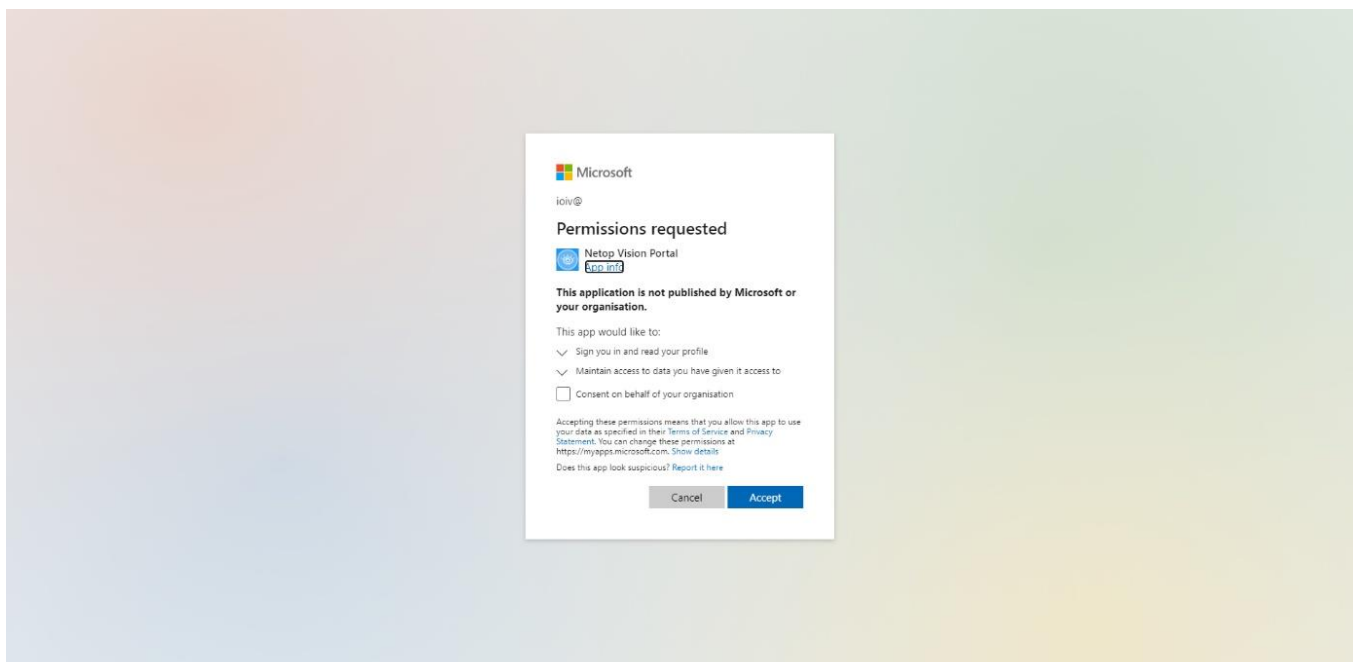 Microsoft
ioiv@
Permissions requested
Netop Vision Portal
App info
This application is not published by Microsoft or
your organisation.
This app would like to:
Sign you in and read your profile
Maintain access to data you have given it access to
Consent on behalf of your organisation
Accepting these permissions means that you allow this app to use
your data as specified in their Terms of Service and Privacy
Statement. You can change these permissions at
https://myapps.microsoft.com. Show details
Does this app look suspicious? Report it here
Cancel Accept